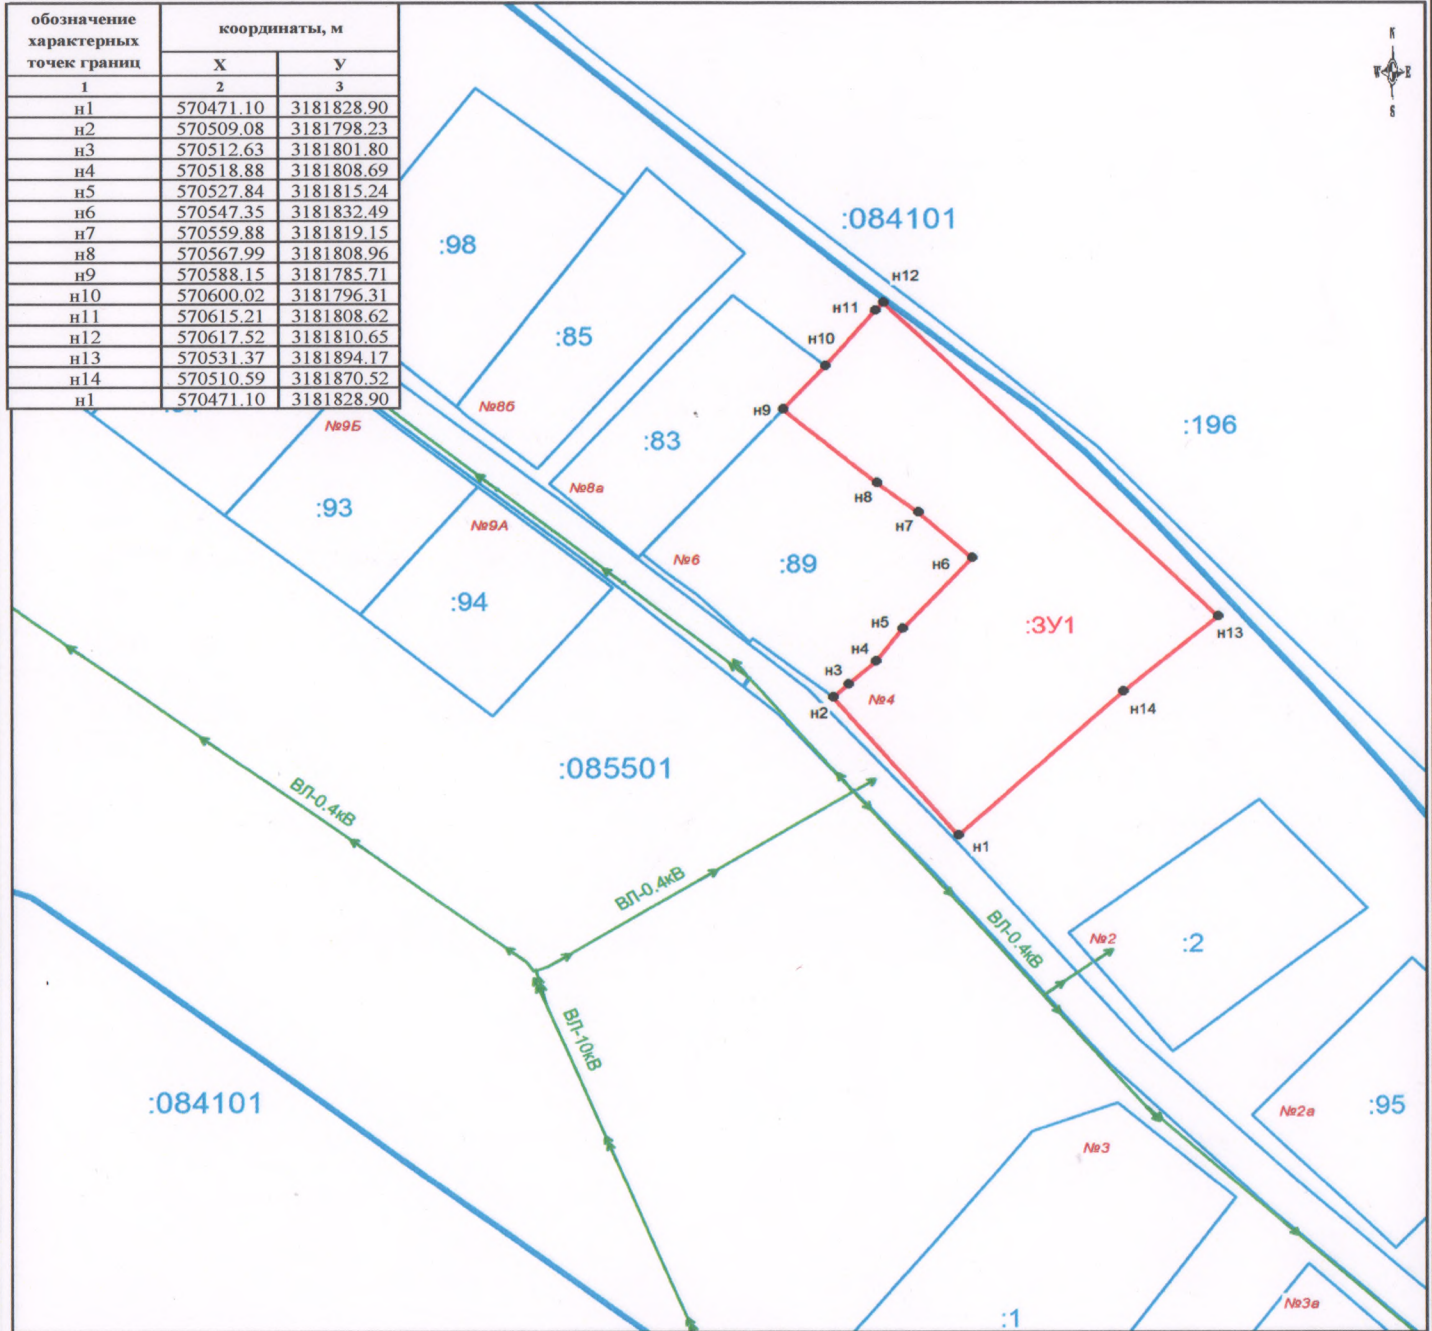 обозначение характерных точек границ
координаты, м
X
У
1 2 3
н1 570471.10 3181828.90
н2 570509.08 3181798.23
н3 570512.63 3181801.80
н4 570518.88 3181808.69
н5 570527.84 3181815.24
н6 570547.35 3181832.49
н7 570559.88 3181819.15
н8 570567.99 3181808.96
н9 570588.15 3181785.71
н10 570600.02 3181796.31
н11 570615.21 3181808.62
н12 570617.52 3181810.65
н13 570531.37 3181894.17
н14 570510.59 3181870.52
н1 570471.10 3181828.90
N
W E
S
:98
:084101
н12
н11
:85
н10
№8б
н9
№9Б
:83
:196
н8
№8а
:93
№9А
н7
№6
:89
н6
:94
н5
:ЗУ1
н13
н4
н3
№4
н2
н14
:085501
ВЛ-0.4кВ
н1
ВЛ-0.4кВ
ВЛ-0.4кВ
№2
:2
ВЛ-10кВ
:084101
№2а
:95
№3
№3а
:1